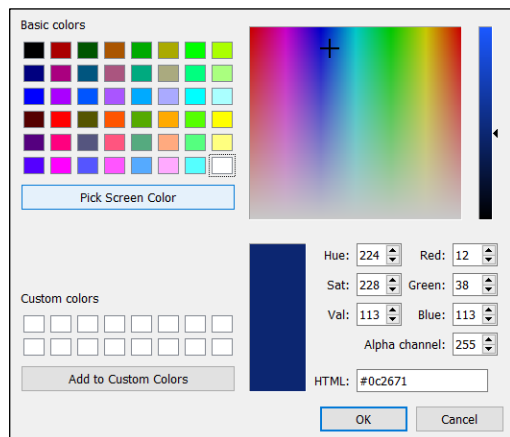 Basic colors
Pick Screen Color
Hue: 224 Red: 12
Sat: 228 Green: 38
Val: 113 Blue: 113
Custom colors
Alpha channel: 255
Add to Custom Colors
HTML: #0c2671
OK Cancel